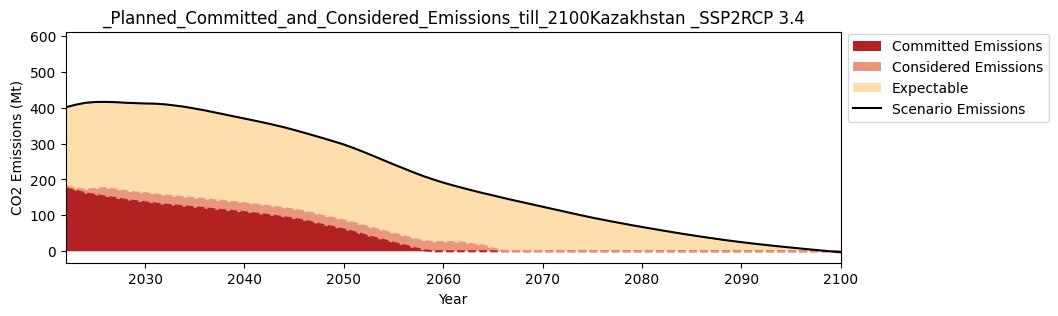 _Planned_Committed_and_Considered_Emissions_till_2100Kazakhstan _SSP2RCP 3.4
600
500
400
300
200
100
0
CO2 Emissions (Mt)
2030 2040 2050 2060 2070 2080 2090 2100
Year
Committed Emissions
Considered Emissions
Expectable
Scenario Emissions